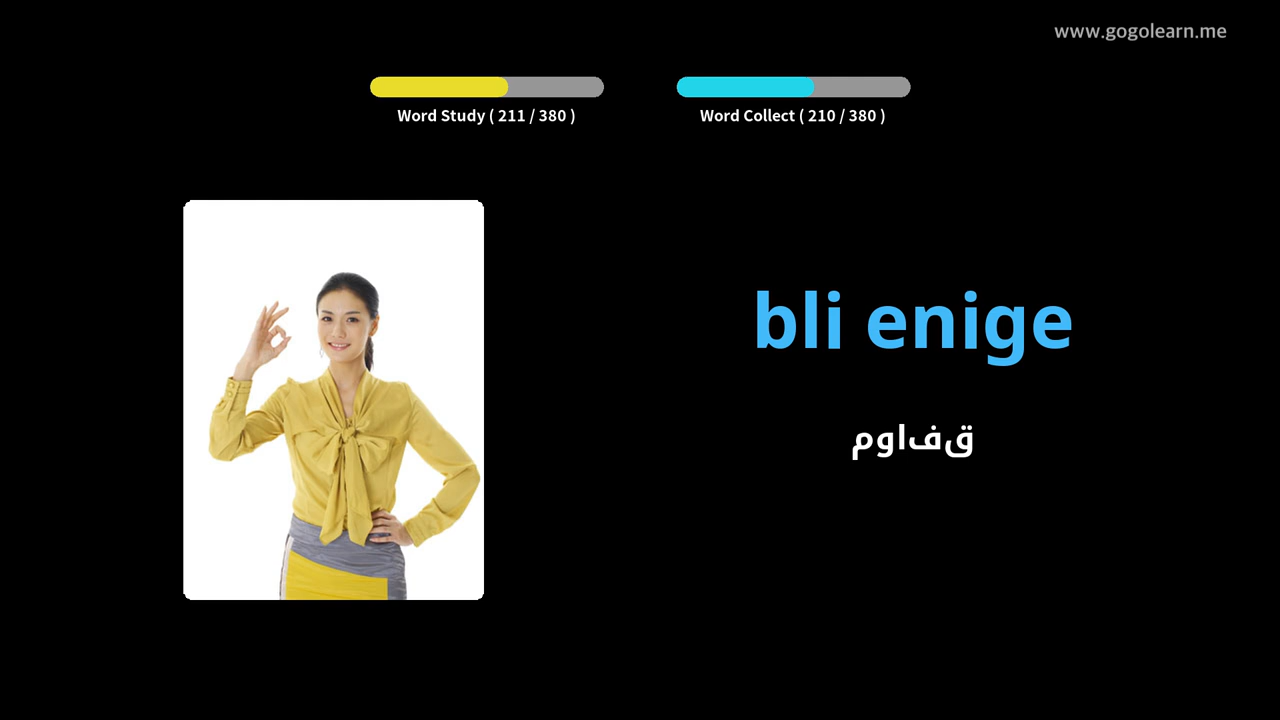 www.gogolearn.me
Word Study ( 211 / 380 )
Word Collect ( 210 / 380 )
bli enige
قفاوم